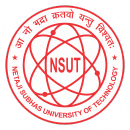 आ नो भद्राः क्रतवो यन्तु विश्वतः
NSUT
NETAJI SUBHAS UNIVERSITY OF TECHNOLOGY